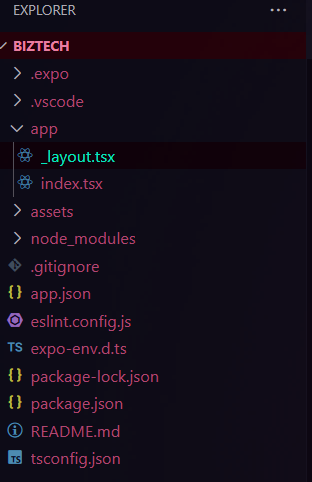 EXPLORER
BIZTECH
.expo
.vscode
app
_layout.tsx
index.tsx
assets
node_modules
.gitignore
{} app.json
eslint.config.js
TS expo-env.d.ts
{} package-lock.json
{} package.json
README.md
TS tsconfig.json